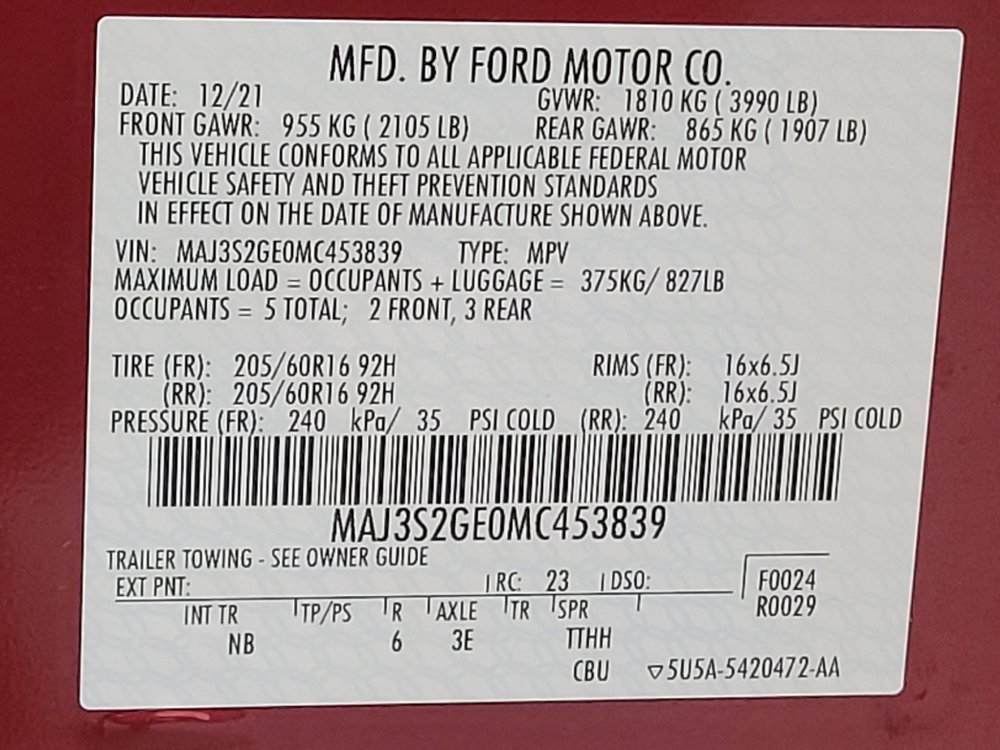 MFD. BY FORD MOTOR CO.
DATE: 12/21 GVWR: 1810 KG ( 3990 LB)
FRONT GAWR: 955 KG ( 2105 LB) REAR GAWR: 865 KG ( 1907 LB)
THIS VEHICLE CONFORMS TO ALL APPLICABLE FEDERAL MOTOR
VEHICLE SAFETY AND THEFT PREVENTION STANDARDS
IN EFFECT ON THE DATE OF MANUFACTURE SHOWN ABOVE.
VIN: MAJ3S2GE0MC453839 TYPE: MPV
MAXIMUM LOAD = OCCUPANTS + LUGGAGE = 375KG/ 827LB
OCCUPANTS = 5 TOTAL; 2 FRONT, 3 REAR
TIRE (FR): 205/60R16 92H RIMS (FR): 16x6.5J
(RR): 205/60R16 92H (RR): 16x6.5J
PRESSURE (FR): 240 kPa/ 35 PSI COLD (RR): 240 kPa/ 35 PSI COLD
MAJ3S2GE0MC453839
TRAILER TOWING - SEE OWNER GUIDE
EXT PNT: RC: 23 DSO: F0024
R0029
INT TR TP/PS R AXLE TR SPR
NB 6 3E TTHH
CBU ▽5U5A-5420472-AA